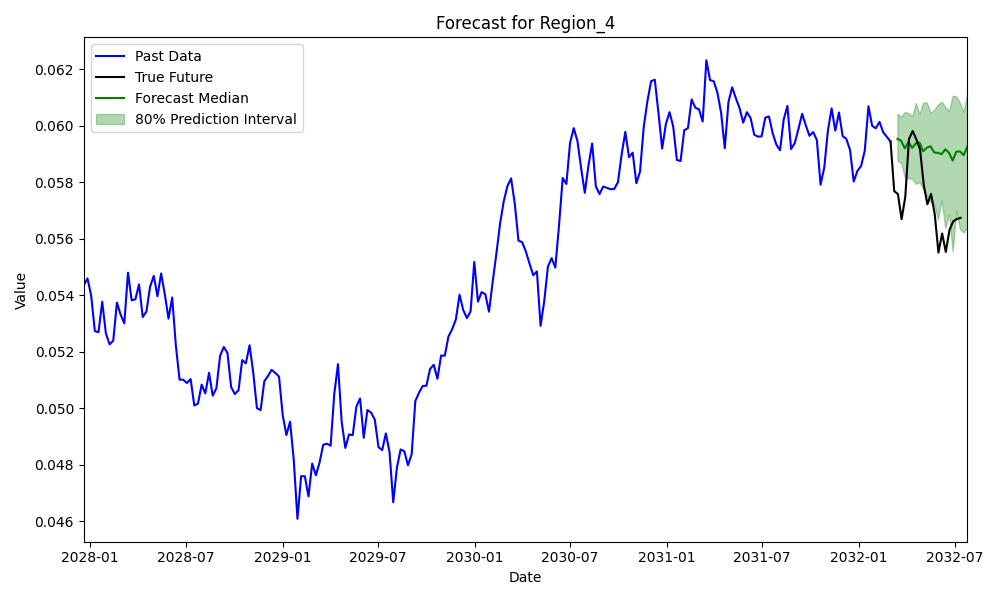 Forecast for Region_4
Past Data
True Future
Forecast Median
80% Prediction Interval
0.062
0.060
0.058
0.056
0.054
0.052
0.050
0.048
0.046
Value
2028-01
2028-07
2029-01
2029-07
2030-01
2030-07
2031-01
2031-07
2032-01
2032-07
Date